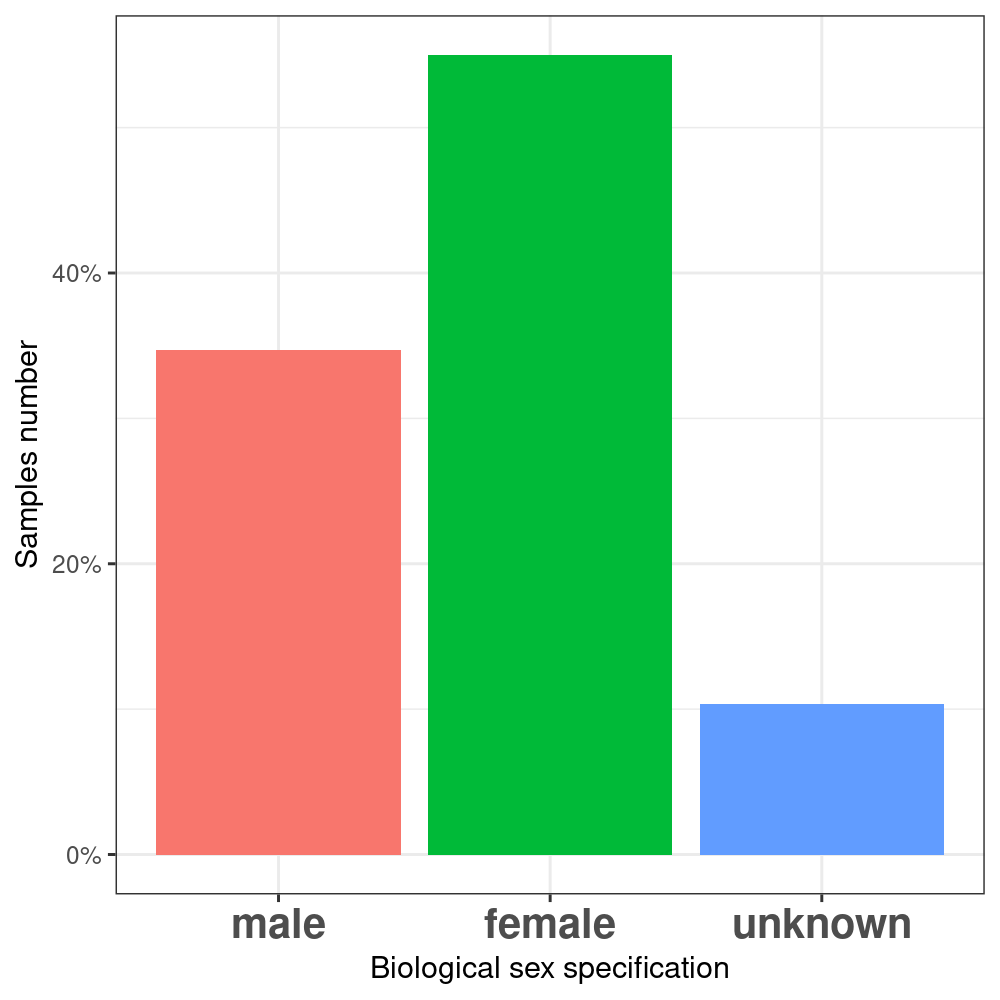 Samples number
40%
20%
0%
male female unknown
Biological sex specification